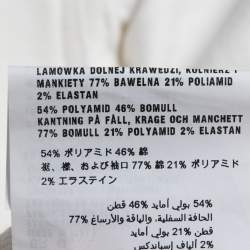 LAMÓWKA DOLNEJ KRAWĘDZI, KOŁNIERZ I
MANKIETY 77% BAWEŁNA 21% POLIAMID
2% ELASTAN
54% POLYAMID 46% BOMULL
KANTNING PÅ FÅLL, KRAGE OCH MANCHETT
77% BOMULL 21% POLYAMID 2% ELASTAN
54% ポリアミド 46% 綿
裾、襟、および袖口 77% 綿 21% ポリアミド
2% エラステイン
54% بولي أمايد 46% قطن
الحافة السفلية، والياقة والأرساغ 77%
قطن 21% بولي أمايد
2% ألياف إسباندكس